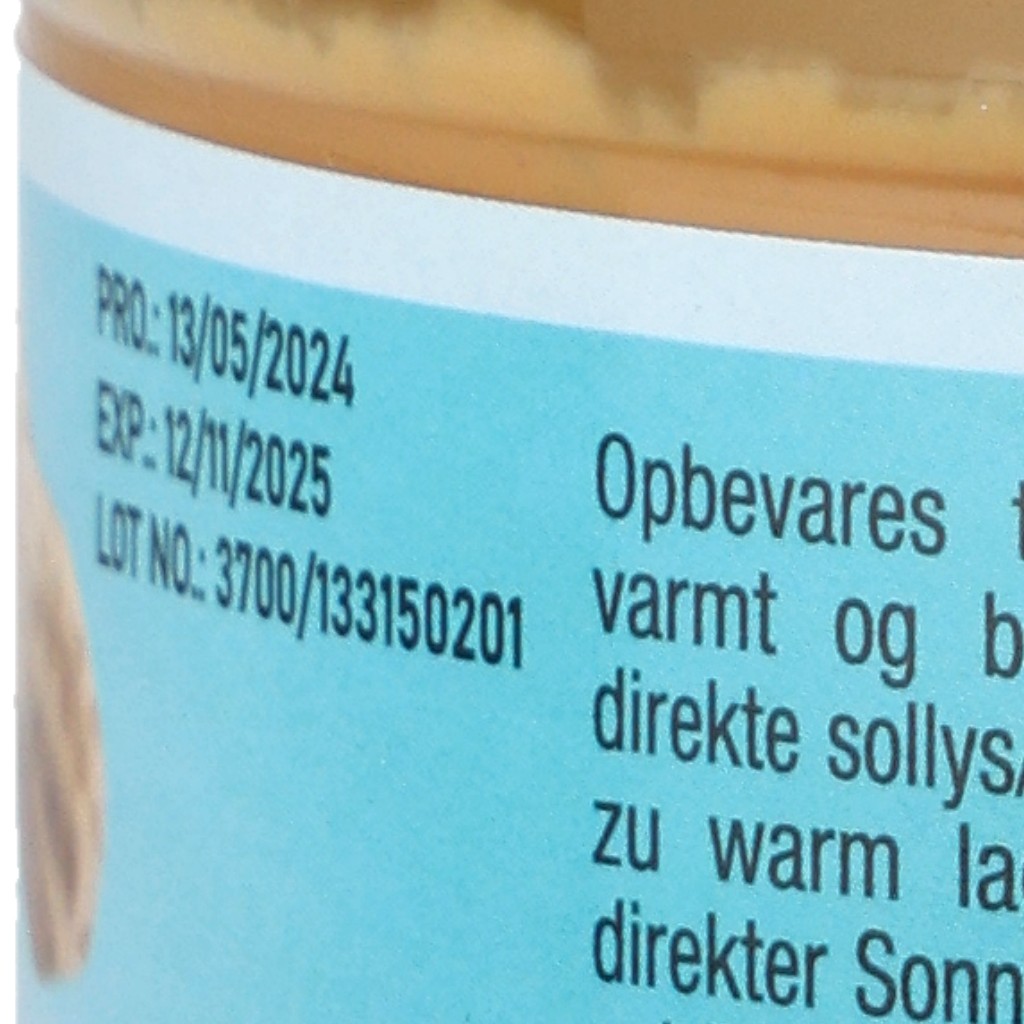 PRO.: 13/05/2024
EXP.: 12/11/2025
LOT NO.: 3700/133150201
Opbevares
varmt og
direkte sollys/
zu warm
direkter